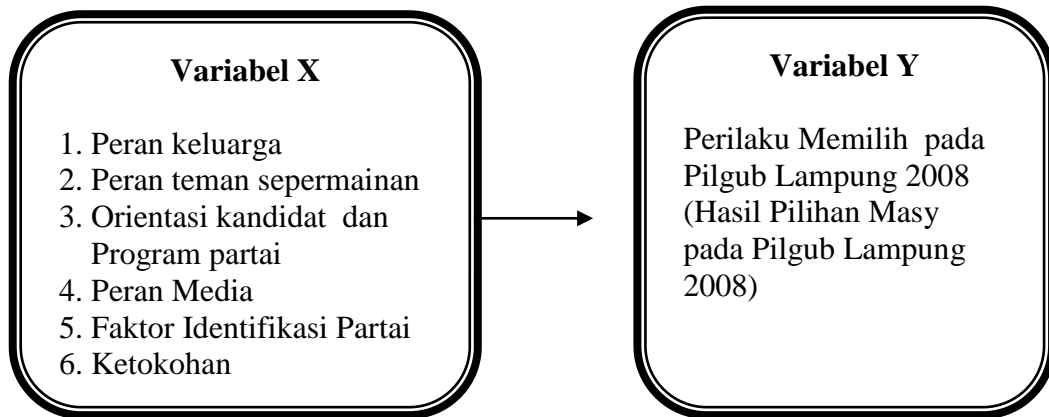 Variabel X
1. Peran keluarga
2. Peran teman sepermainan
3. Orientasi kandidat dan
Program partai
4. Peran Media
5. Faktor Identifikasi Partai
6. Ketokohan
Variabel Y
Perilaku Memilih pada
Pilgub Lampung 2008
(Hasil Pilihan Masy
pada Pilgub Lampung
2008)